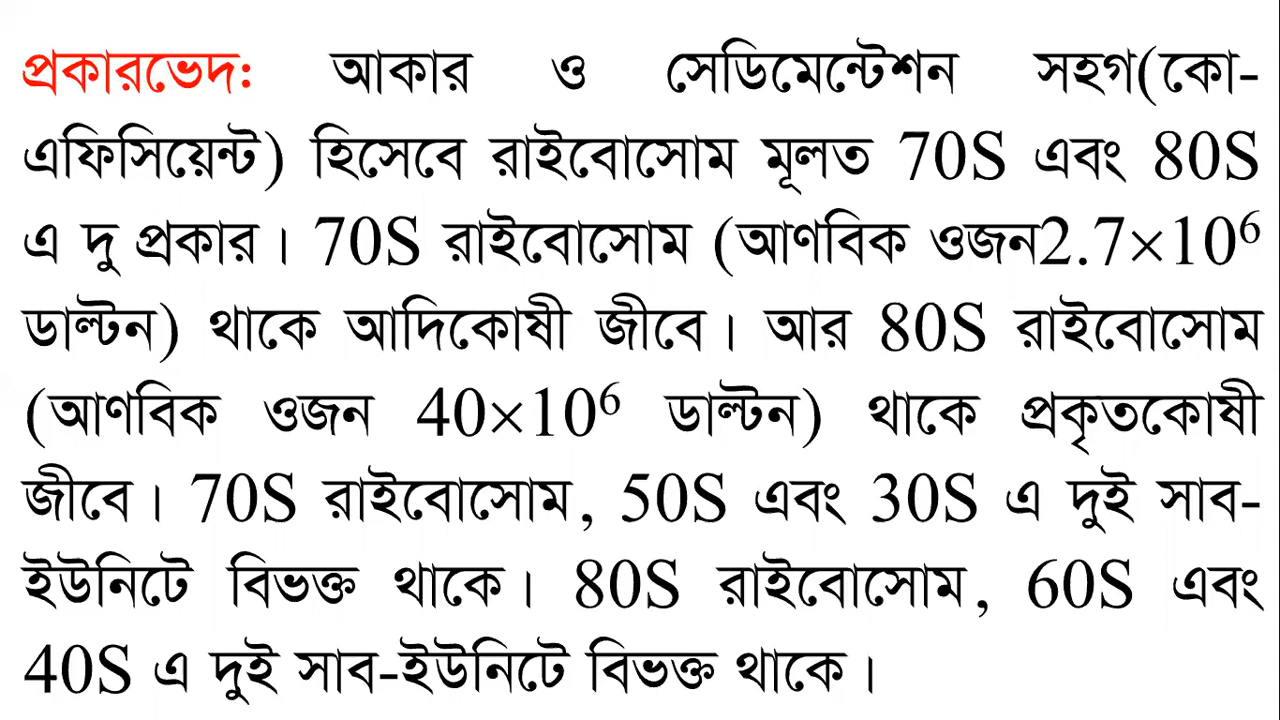 প্রকারভেদঃ আকার ও সেডিমেন্টেশন সহগ(কো-
এফিসিয়েন্ট) হিসেবে রাইবোসোম মূলত 70S এবং 80S
এ দু প্রকার। 70S রাইবোসোম (আণবিক ওজন2.7×10⁶
ডাল্টন) থাকে আদিকোষী জীবে। আর 80S রাইবোসোম
(আণবিক ওজন 40×10⁶ ডাল্টন) থাকে প্রকৃতকোষী
জীবে। 70S রাইবোসোম, 50S এবং 30S এ দুই সাব-
ইউনিটে বিভক্ত থাকে। 80S রাইবোসোম, 60S এবং
40S এ দুই সাব-ইউনিটে বিভক্ত থাকে।